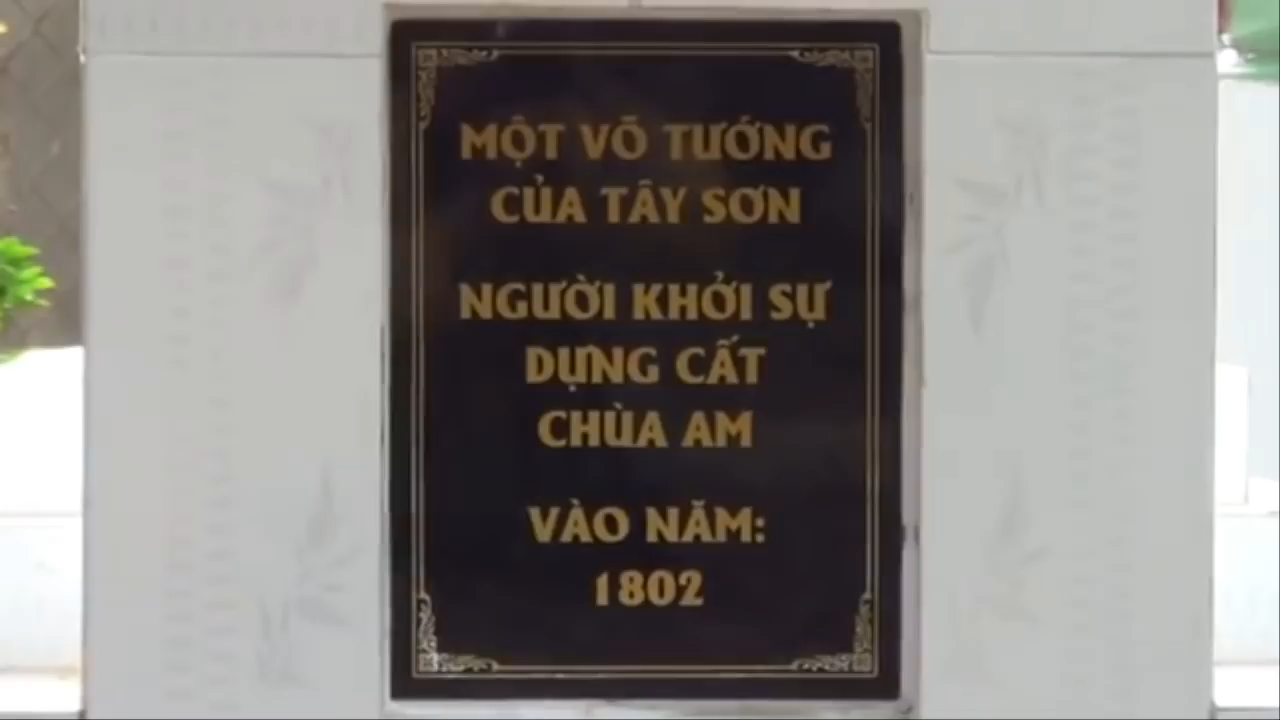 MỘT VÕ TƯỚNG
CỦA TÂY SƠN
NGƯỜI KHỞI SỰ
DỰNG CẤT
CHÙA AM
VÀO NĂM:
1802